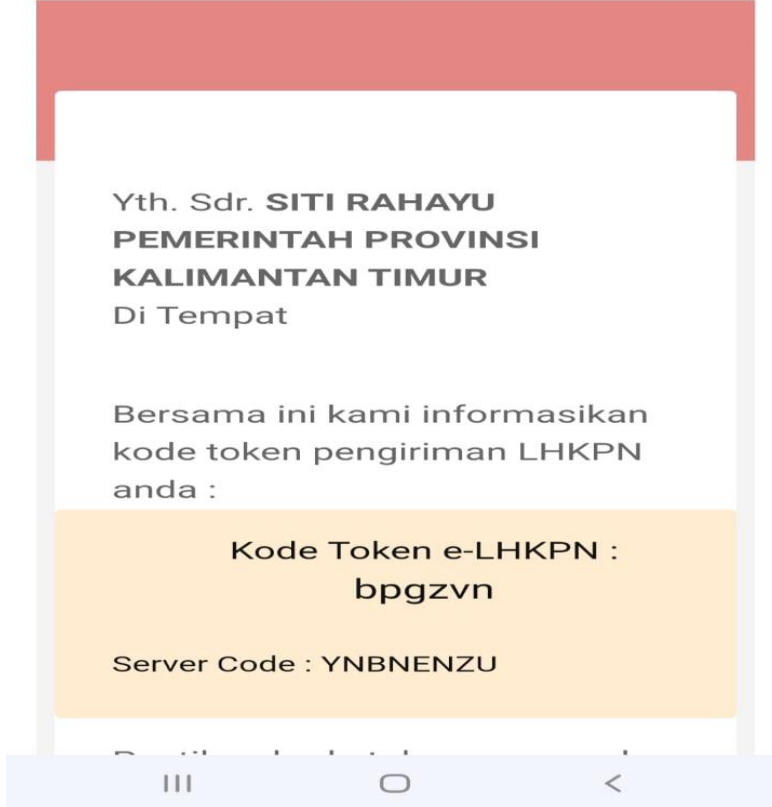 Yth. Sdr. SITI RAHAYU
PEMERINTAH PROVINSI
KALIMANTAN TIMUR
Di Tempat
Bersama ini kami informasikan
kode token pengiriman LHKPN
anda :
Kode Token e-LHKPN :
bpgzvn
Server Code : YNBNENZU